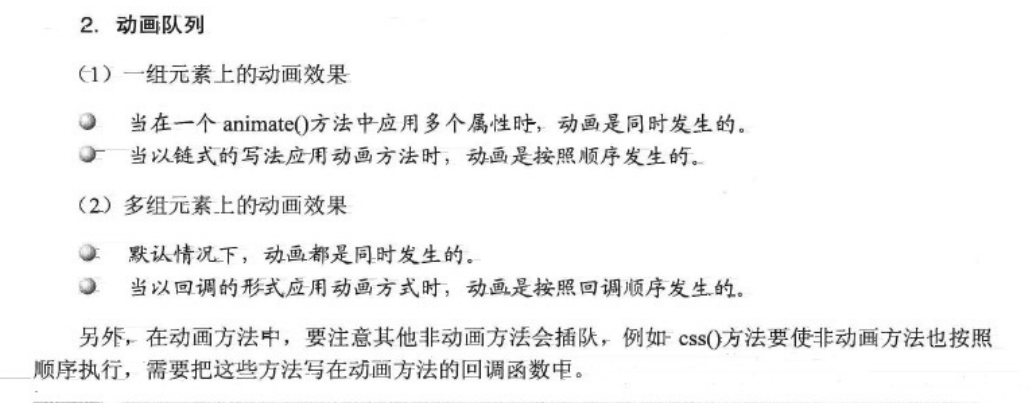 2. 动画队列
(1) 一组元素上的动画效果
当在一个 animate()方法中应用多个属性时，动画是同时发生的。
当以链式的写法应用动画方法时，动画是按照顺序发生的。
(2) 多组元素上的动画效果
默认情况下，动画都是同时发生的。
当以回调的形式应用动画方式时，动画是按照回调顺序发生的。
另外，在动画方法中，要注意其他非动画方法会插队，例如 css()方法要使非动画方法也按照
顺序执行，需要把这些方法写在动画方法的回调函数中。